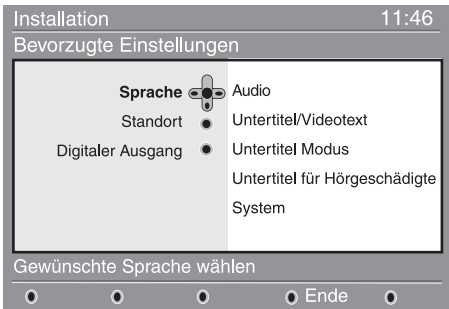 Installation 11:46
Bevorzugte Einstellungen
Sprache Audio
Standort Untertitel/Videotext
Digitaler Ausgang Untertitel Modus
Untertitel für Hörgeschädigte
System
Gewünschte Sprache wählen
Ende